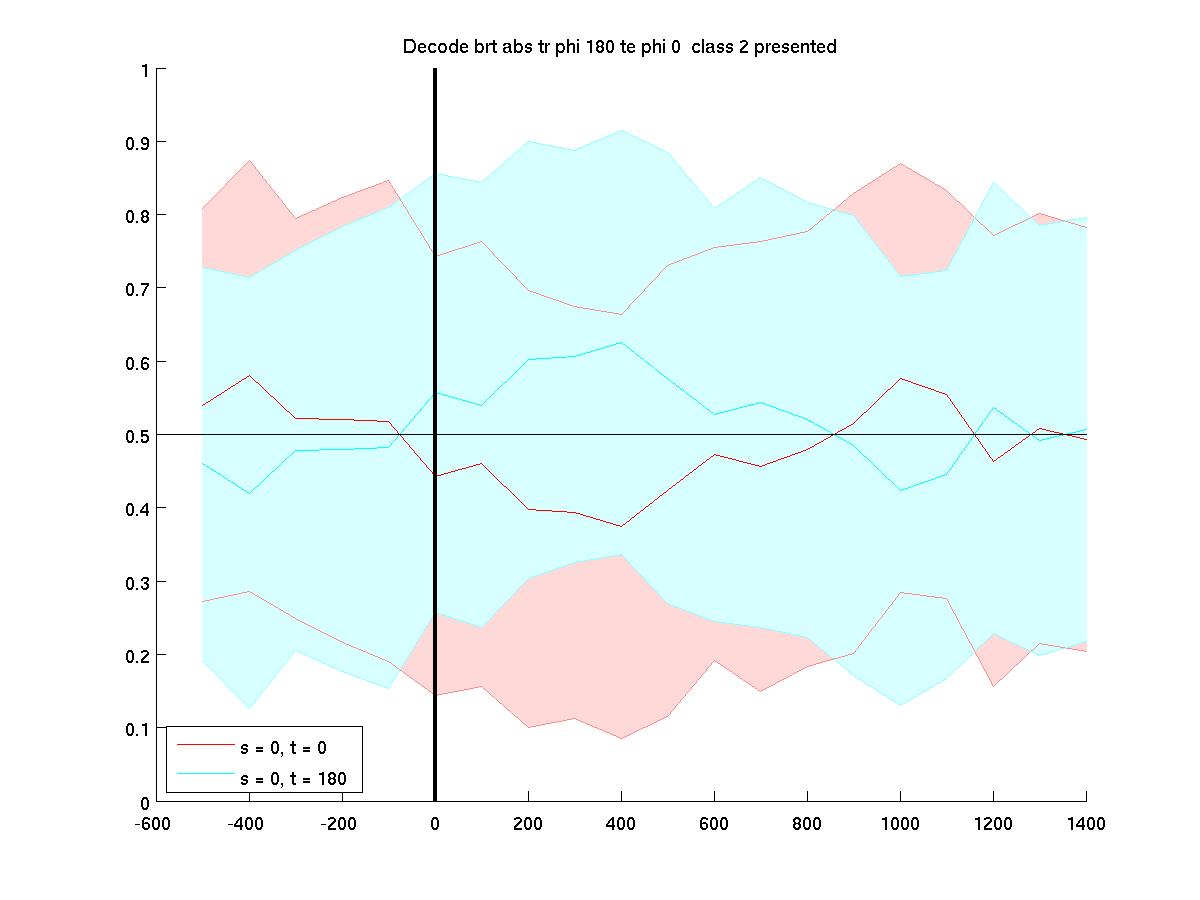 Decode brt abs tr phi 180 te phi 0  class 2 presented
1
0.9
0.8
0.7
0.6
0.5
0.4
0.3
0.2
0.1
0
s = 0, t = 0
s = 0, t = 180
-600 -400 -200 0 200 400 600 800 1000 1200 1400